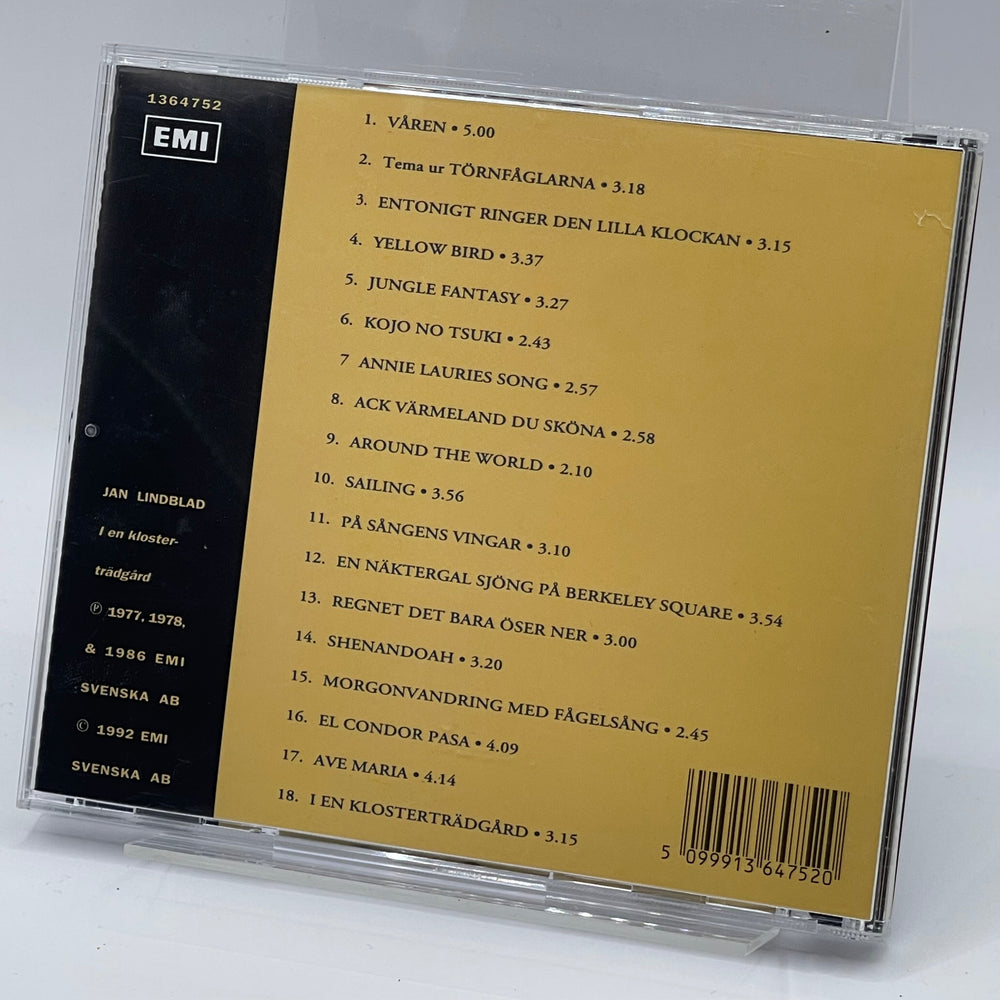 1364752
EMI
1. VÅREN • 5.00
2. Tema ur TÖRNFÅGLARNA • 3.18
3. ENTONIGT RINGER DEN LILLA KLOCKAN • 3.15
4. YELLOW BIRD • 3.37
5. JUNGLE FANTASY • 3.27
6. KOJO NO TSUKI • 2.43
7 ANNIE LAURIES SONG • 2.57
8. ACK VÄRMELAND DU SKÖNA • 2.58
9. AROUND THE WORLD • 2.10
10. SAILING • 3.56
11. PÅ SÅNGENS VINGAR • 3.10
12. EN NÄKTERGAL SJÖNG PÅ BERKELEY SQUARE • 3.54
13. REGNET DET BARA ÖSER NER • 3.00
14. SHENANDOAH • 3.20
15. MORGONVANDRING MED FÅGELSÅNG • 2.45
16. EL CONDOR PASA • 4.09
17. AVE MARIA • 4.14
18. I EN KLOSTERTRÄDGÅRD • 3.15
JAN LINDBLAD
I en kloster-
trädgård
℗ 1977, 1978,
& 1986 EMI
SVENSKA AB
© 1992 EMI
SVENSKA AB
5 099913 647520